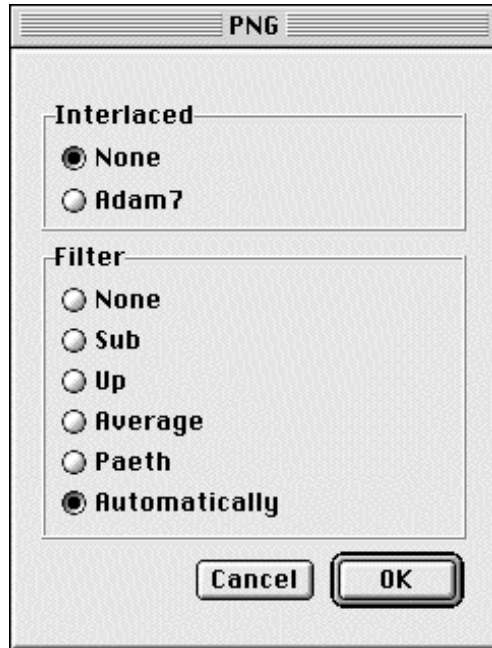 PNG
Interlaced
None
Adam7
Filter
None
Sub
Up
Average
Paeth
Automatically
Cancel OK